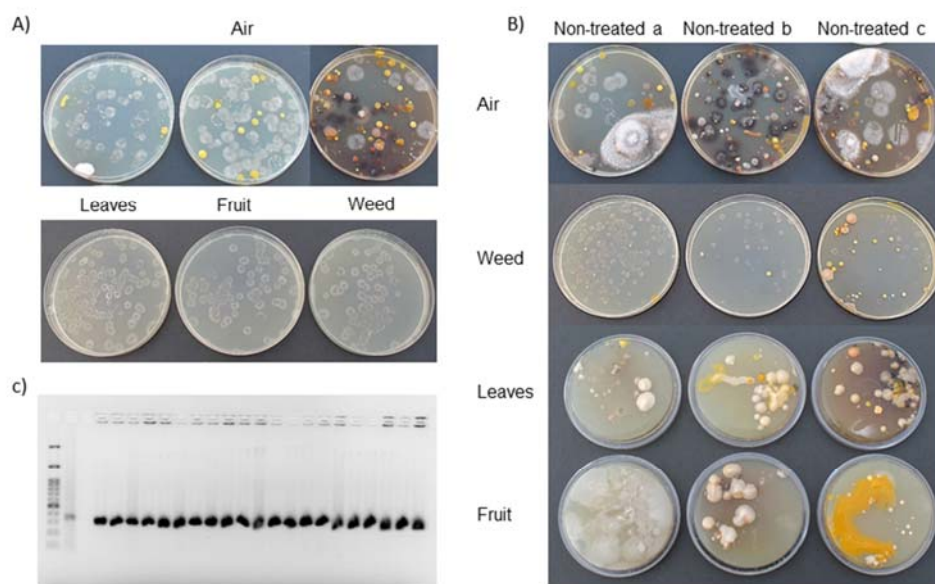 A)
Air
Leaves Fruit Weed
c)
B)
Non-treated a Non-treated b Non-treated c
Air
Weed
Leaves
Fruit